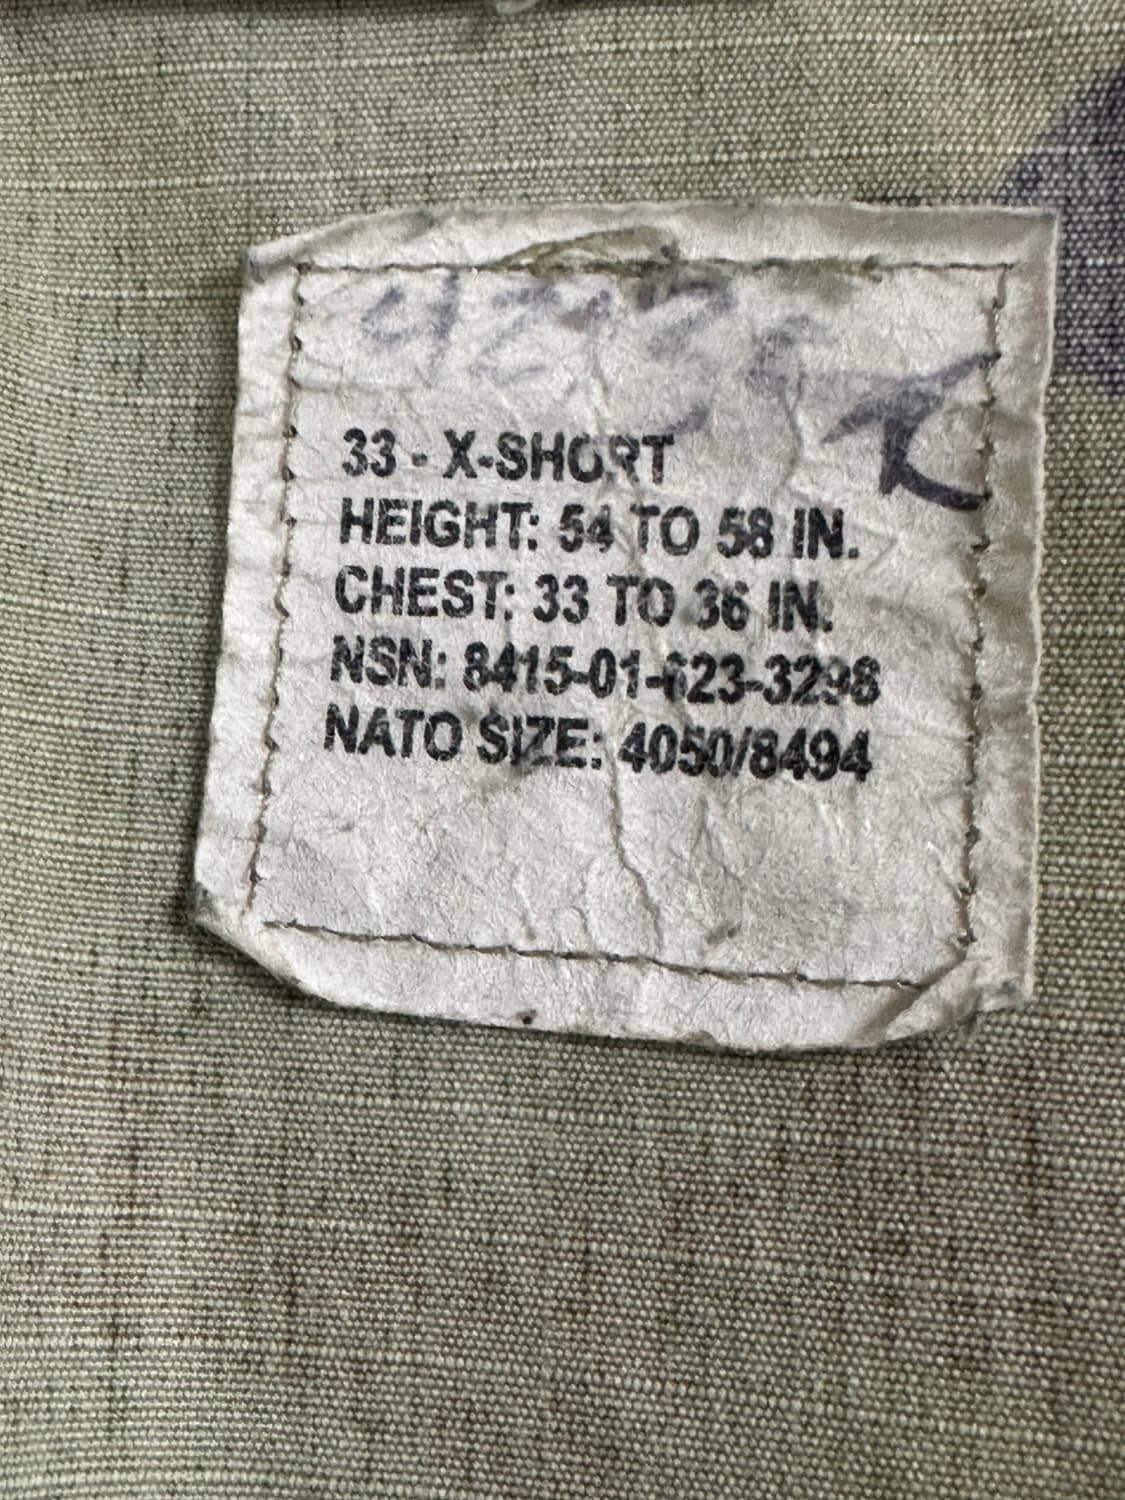 33 - X-SHORT
HEIGHT: 54 TO 58 IN.
CHEST: 33 TO 36 IN.
NSN: 8415-01-623-3298
NATO SIZE: 4050/8494